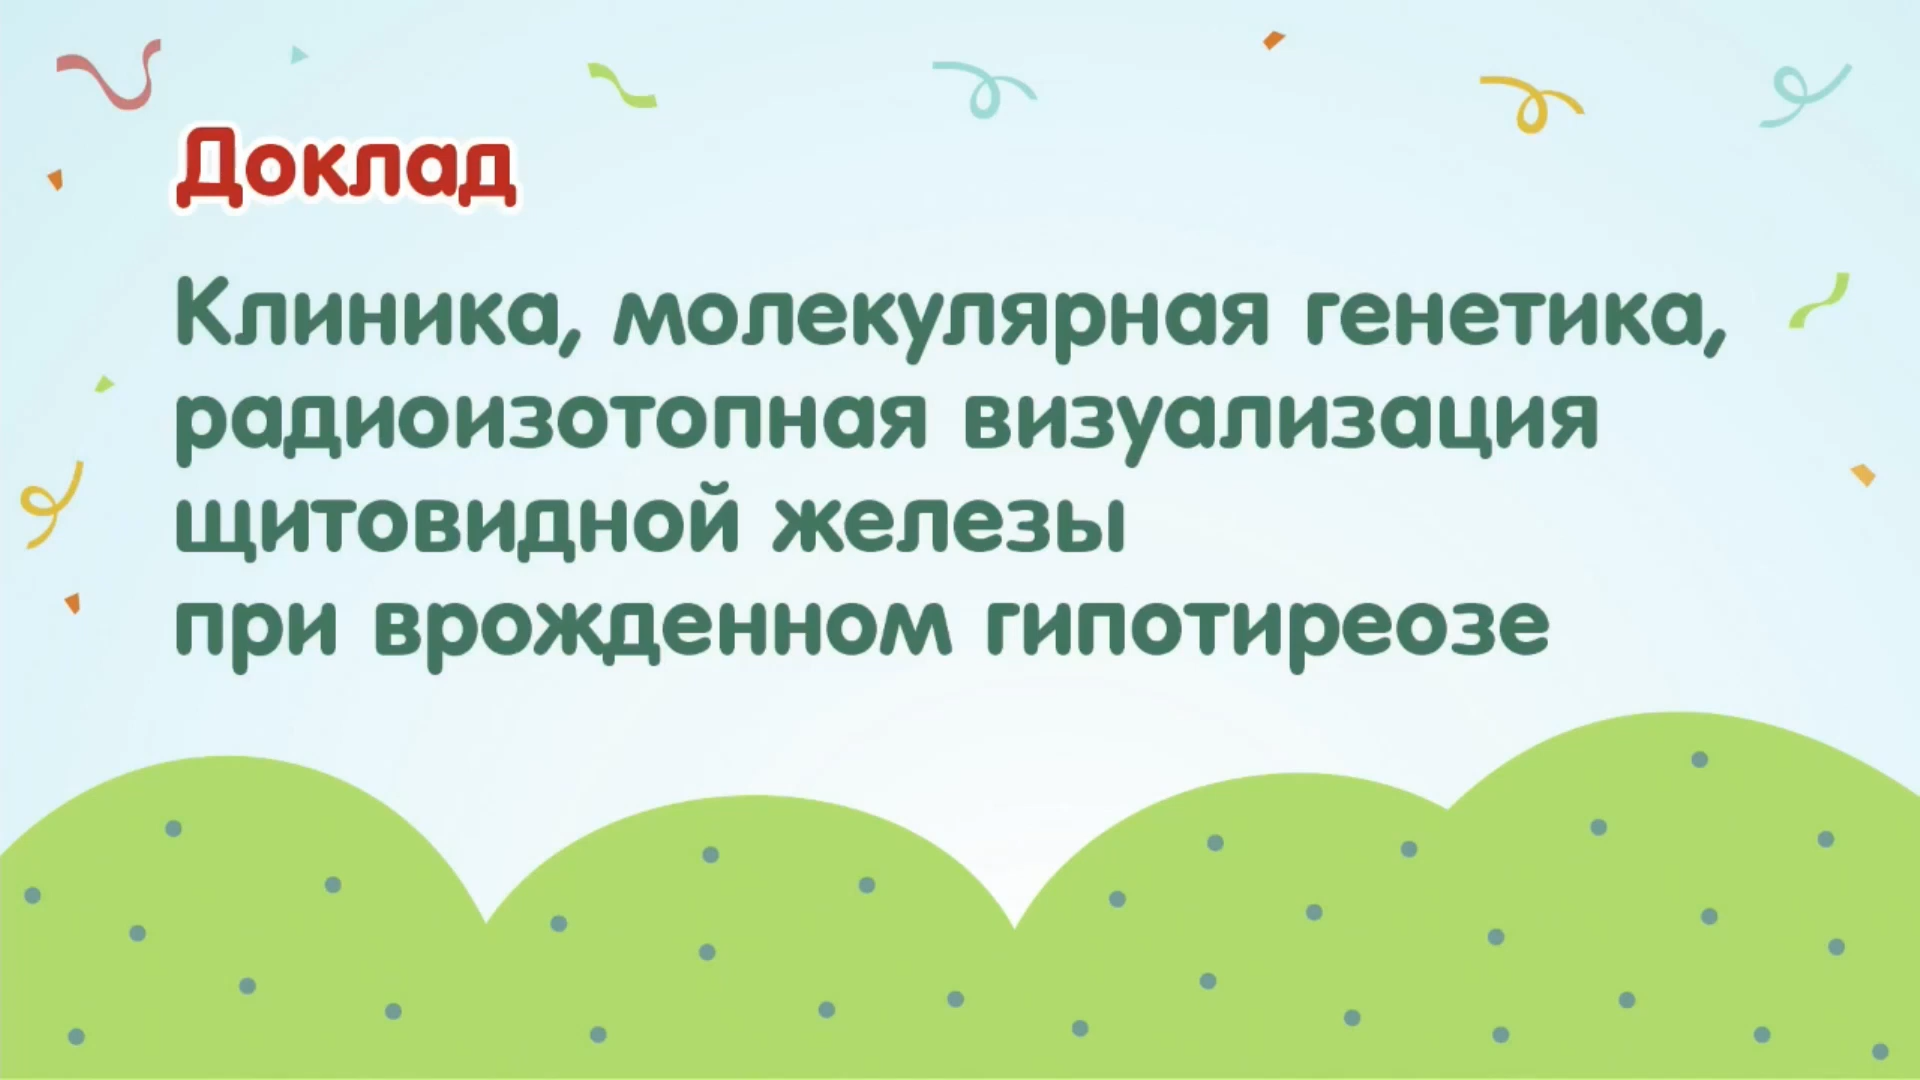 Доклад
Клиника, молекулярная генетика,
радиоизотопная визуализация
щитовидной железы
при врожденном гипотиреозе